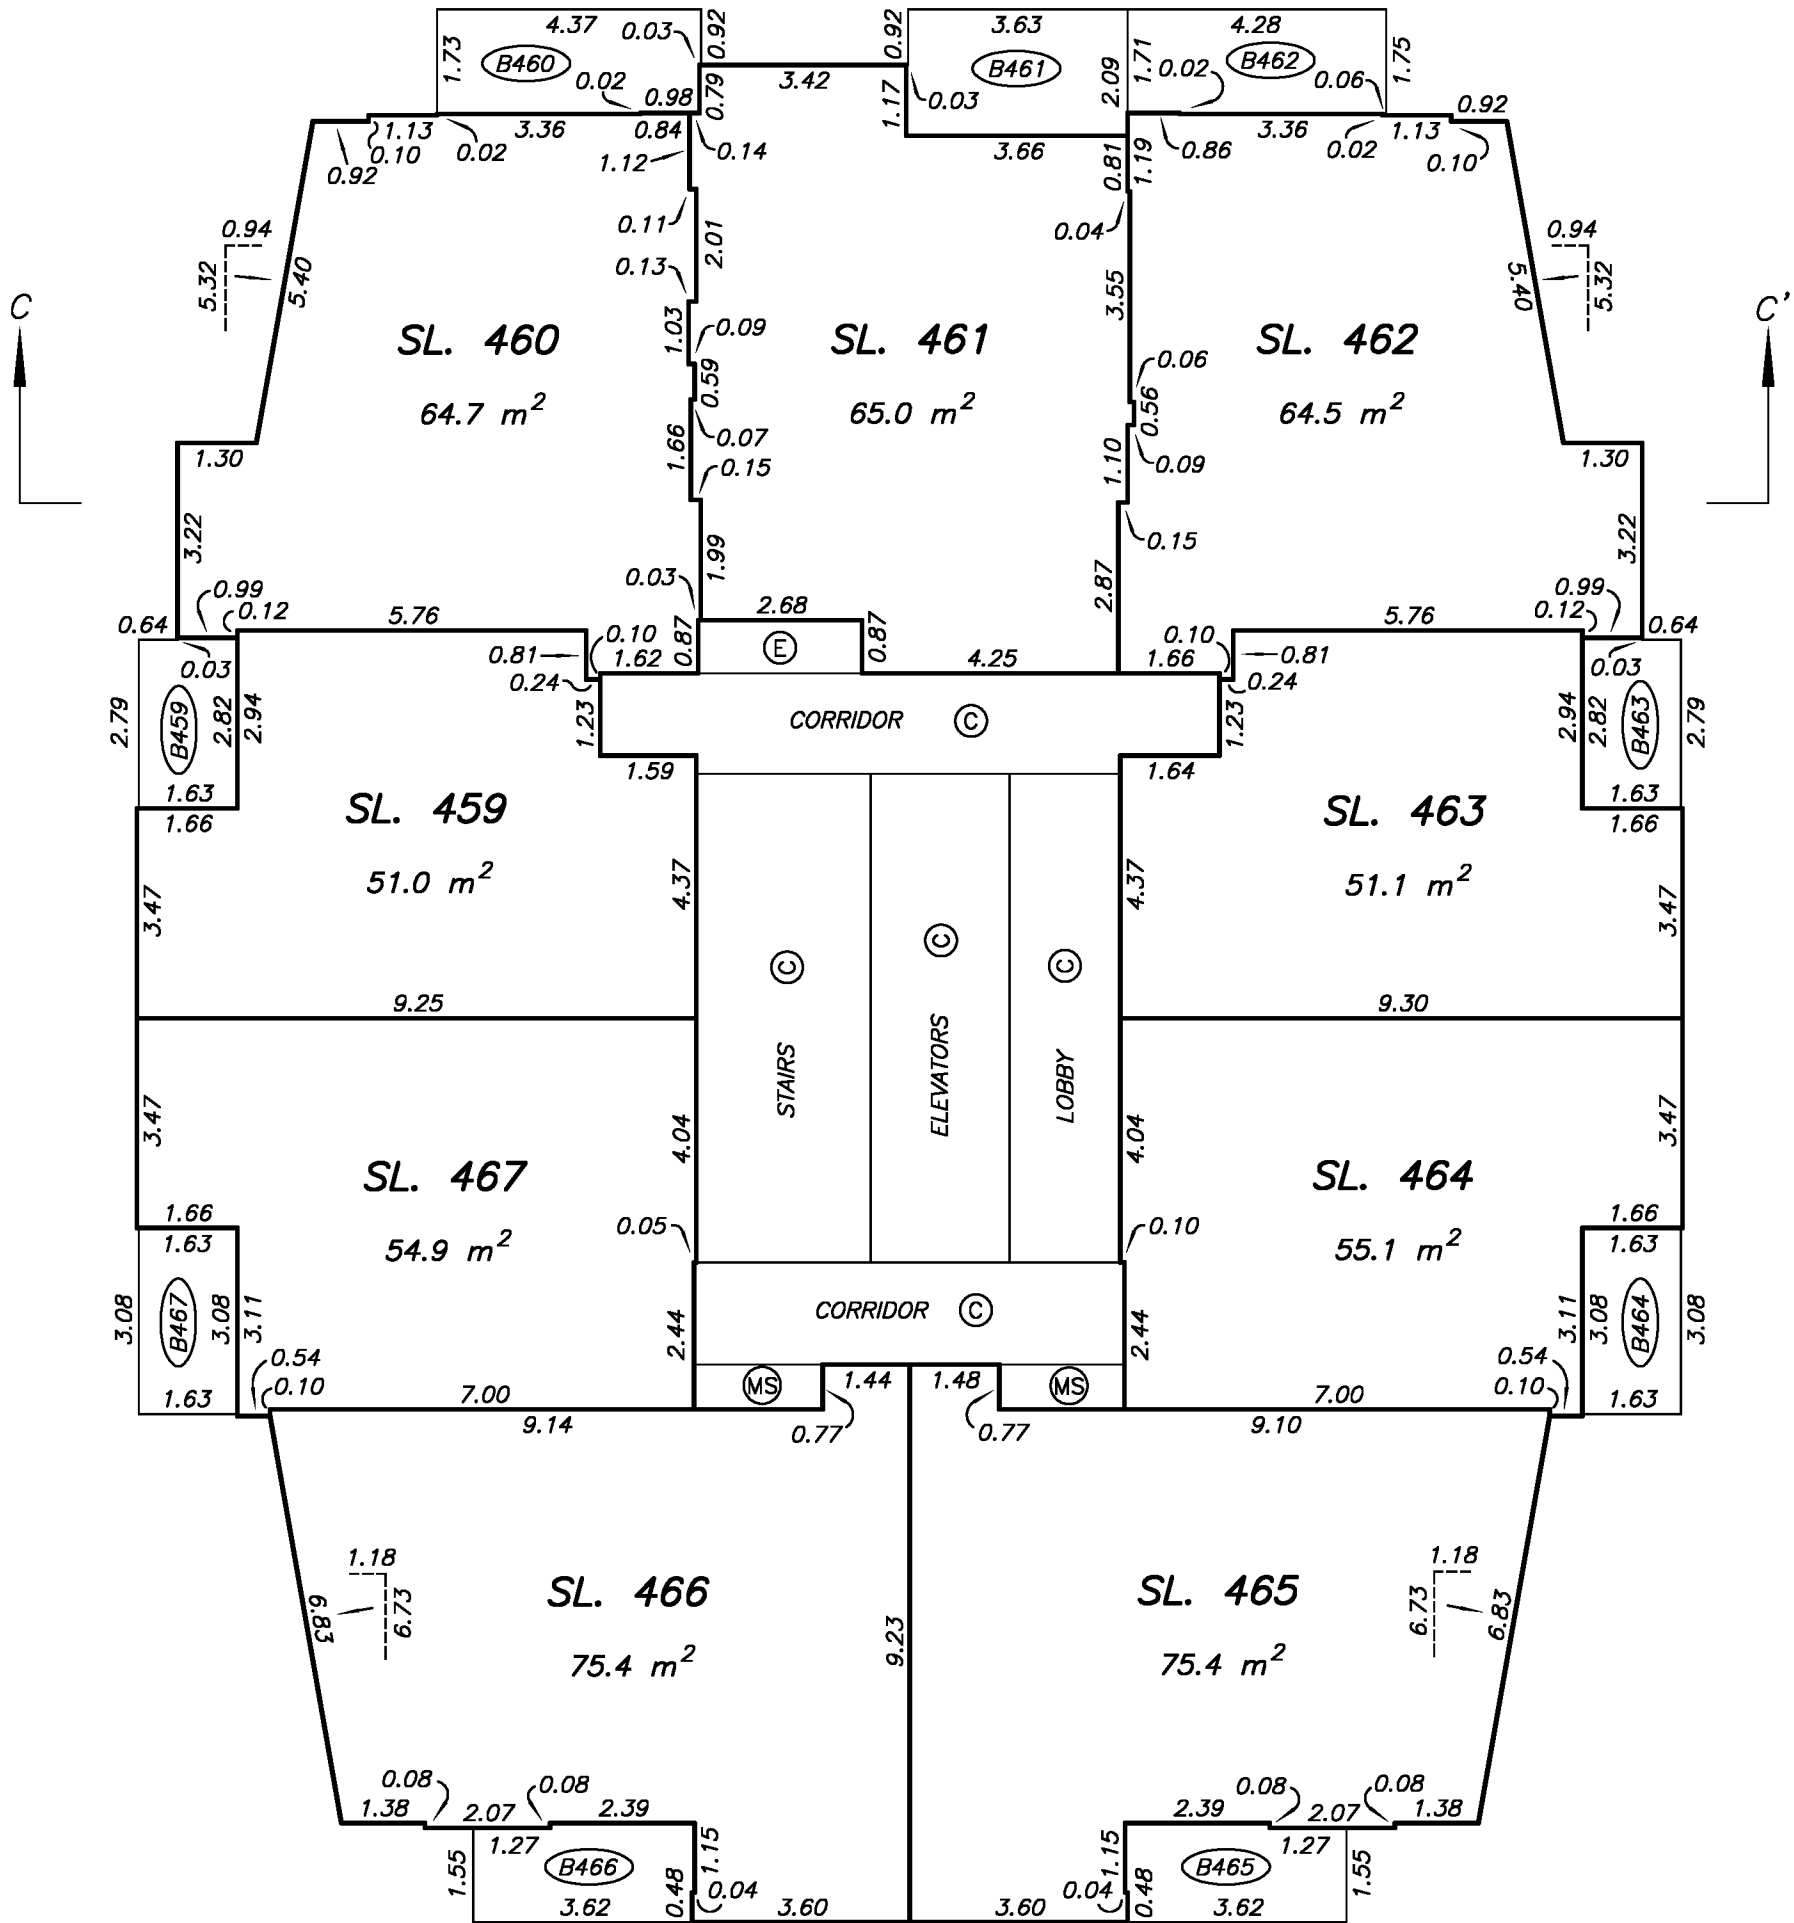 4.37 0.03 0.92 0.92 3.63 4.28
1.73 B460 B461 1.71 B462 1.75
0.02 0.98 0.79 3.42 1.17 0.03 2.09 0.02 0.06 0.92
1.13 3.36 0.84 3.36 1.13
0.10 0.02 1.12 0.14 3.66 0.81 1.19 0.86 0.02 0.10
0.92
0.94 0.11 2.01 0.04 0.94
5.32 5.40 0.13 3.55 5.40 5.32
C C'
1.03 0.09
SL. 460 SL. 461 SL. 462
0.59 0.06
64.7 m² 65.0 m² 64.5 m²
0.56
1.66 0.07 1.10 0.09
1.30 0.15 1.30
3.22 1.99 0.15 3.22
0.99 0.03 2.87 0.99
0.64 0.12 5.76 2.68 5.76 0.12 0.64
0.03 0.81 0.10 1.62 0.87 E 0.87 4.25 0.10 1.66 0.81 0.03
0.24 0.24
2.79 B459 2.82 2.94 1.23 CORRIDOR C 1.23 2.94 2.82 B463 2.79
1.59 1.64
1.63 1.63
1.66 1.66
SL. 459 SL. 463
51.0 m² 51.1 m²
3.47 4.37 4.37 3.47
C C C
9.25 9.30
STAIRS ELEVATORS LOBBY
3.47 4.04 4.04 3.47
SL. 467 SL. 464
1.66 1.66
1.63 0.05 0.10 1.63
54.9 m² 55.1 m²
3.08 B467 3.08 3.11 2.44 CORRIDOR C 2.44 3.11 3.08 B464 3.08
0.54 0.54
0.10 MS 1.44 1.48 MS 0.10
1.63 7.00 7.00 1.63
9.14 0.77 0.77 9.10
1.18 1.18
6.83 6.73 6.73 6.83
SL. 466 SL. 465
9.23
75.4 m² 75.4 m²
0.08 0.08 0.08 0.08
1.38 2.07 2.39 2.39 2.07 1.38
1.27 1.15 1.15 1.27
1.55 B466 B465 1.55
0.48 0.04 0.04 0.48
3.62 3.60 3.60 3.62